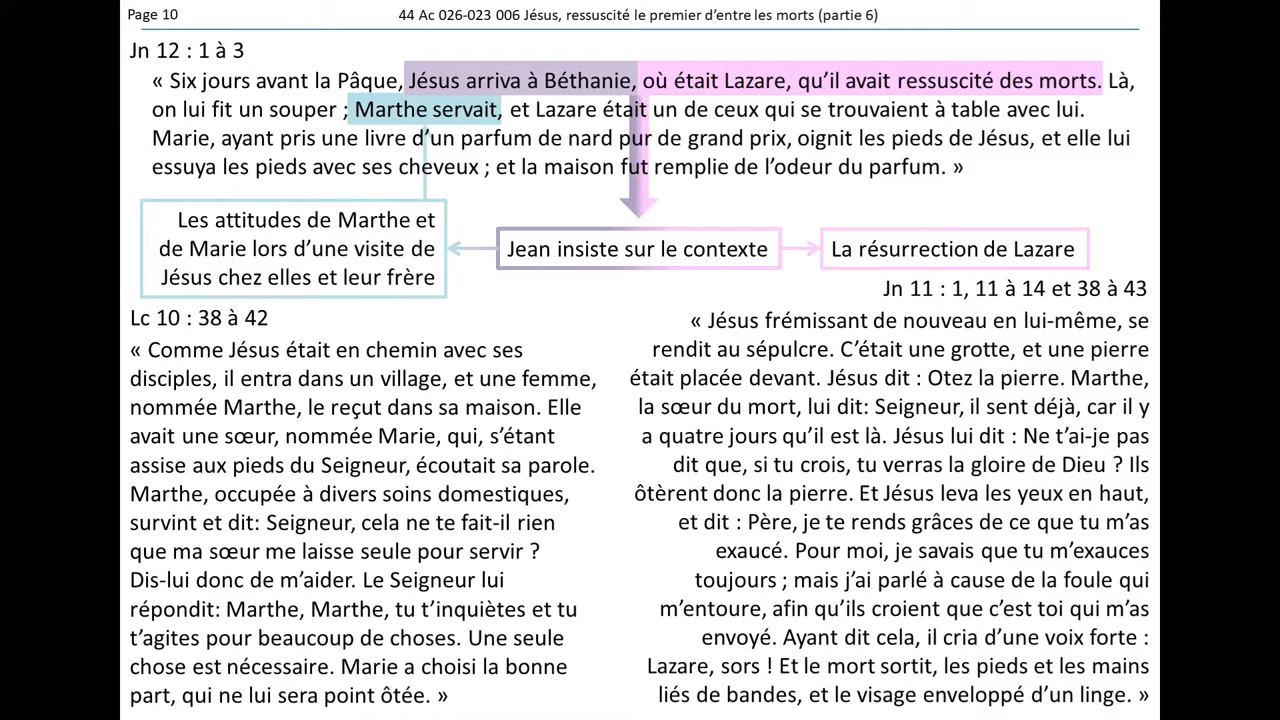 Page 10
44 Ac 026-023 006 Jésus, ressuscité le premier d’entre les morts (partie 6)
Jn 12 : 1 à 3
« Six jours avant la Pâque, Jésus arriva à Béthanie, où était Lazare, qu’il avait ressuscité des morts. Là,
on lui fit un souper ; Marthe servait, et Lazare était un de ceux qui se trouvaient à table avec lui.
Marie, ayant pris une livre d’un parfum de nard pur de grand prix, oignit les pieds de Jésus, et elle lui
essuya les pieds avec ses cheveux ; et la maison fut remplie de l’odeur du parfum. »
Les attitudes de Marthe et
de Marie lors d’une visite de
Jésus chez elles et leur frère
Jean insiste sur le contexte
La résurrection de Lazare
Lc 10 : 38 à 42
« Comme Jésus était en chemin avec ses
disciples, il entra dans un village, et une femme,
nommée Marthe, le reçut dans sa maison. Elle
avait une sœur, nommée Marie, qui, s’étant
assise aux pieds du Seigneur, écoutait sa parole.
Marthe, occupée à divers soins domestiques,
survint et dit: Seigneur, cela ne te fait-il rien
que ma sœur me laisse seule pour servir ?
Dis-lui donc de m’aider. Le Seigneur lui
répondit: Marthe, Marthe, tu t’inquiètes et tu
t’agites pour beaucoup de choses. Une seule
chose est nécessaire. Marie a choisi la bonne
part, qui ne lui sera point ôtée. »
Jn 11 : 1, 11 à 14 et 38 à 43
« Jésus frémissant de nouveau en lui-même, se
rendit au sépulcre. C’était une grotte, et une pierre
était placée devant. Jésus dit : Otez la pierre. Marthe,
la sœur du mort, lui dit: Seigneur, il sent déjà, car il y
a quatre jours qu’il est là. Jésus lui dit : Ne t’ai-je pas
dit que, si tu crois, tu verras la gloire de Dieu ? Ils
ôtèrent donc la pierre. Et Jésus leva les yeux en haut,
et dit : Père, je te rends grâces de ce que tu m’as
exaucé. Pour moi, je savais que tu m’exauces
toujours ; mais j’ai parlé à cause de la foule qui
m’entoure, afin qu’ils croient que c’est toi qui m’as
envoyé. Ayant dit cela, il cria d’une voix forte :
Lazare, sors ! Et le mort sortit, les pieds et les mains
liés de bandes, et le visage enveloppé d’un linge. »